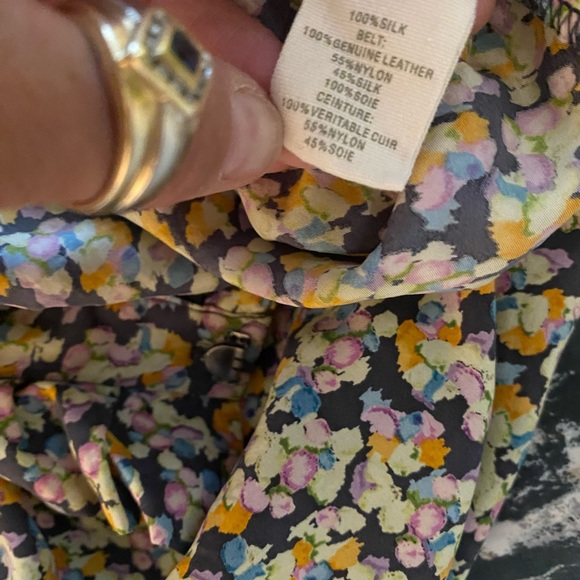 100%SILK
BELT:
100%GENUINE LEATHER
55%NYLON
45%SILK
100%SOIE
CEINTURE:
100%VERITABLE CUIR
55%NYLON
45%SOIE